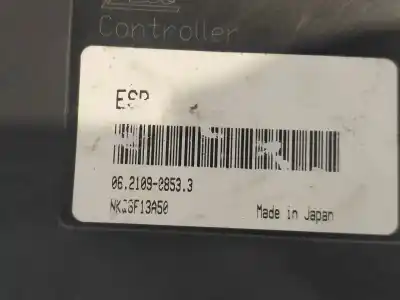 Controller
ESP
06.2109-0853.3
Made in Japan